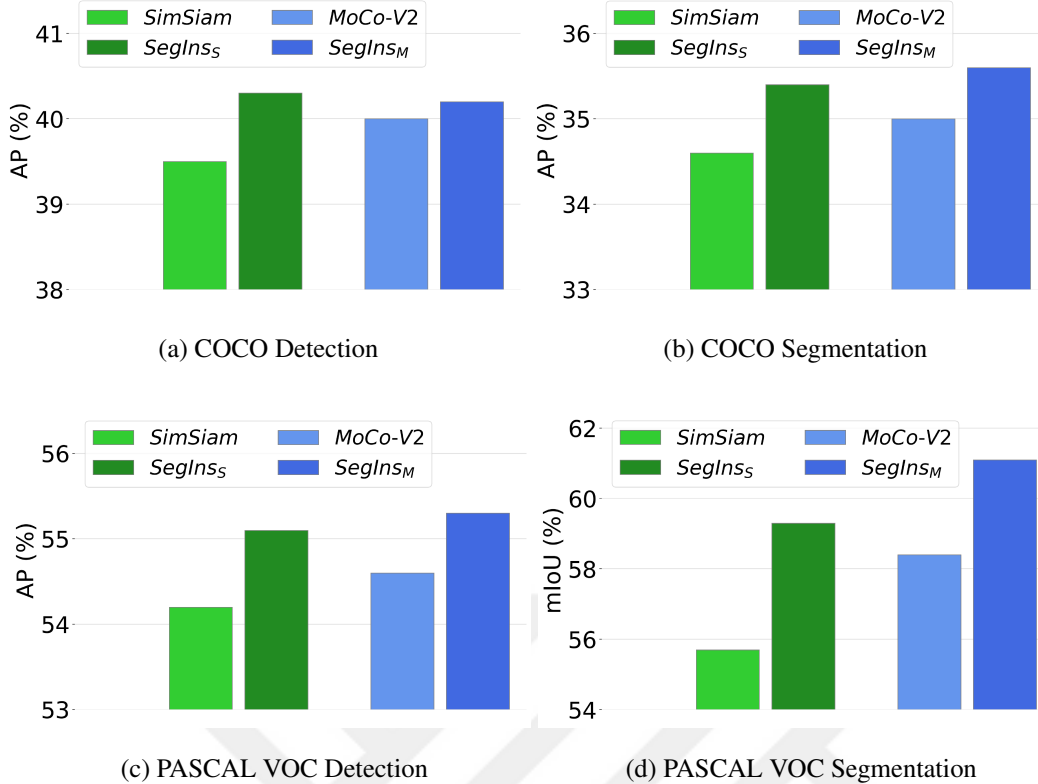 SimSiam MoCo-V2
SegIns_S SegIns_M
41
40
39
38
AP (%)
(a) COCO Detection
SimSiam MoCo-V2
SegIns_S SegIns_M
36
35
34
33
AP (%)
(b) COCO Segmentation
SimSiam MoCo-V2
SegIns_S SegIns_M
56
55
54
53
AP (%)
(c) PASCAL VOC Detection
SimSiam MoCo-V2
SegIns_S SegIns_M
62
60
58
56
54
mIoU (%)
(d) PASCAL VOC Segmentation